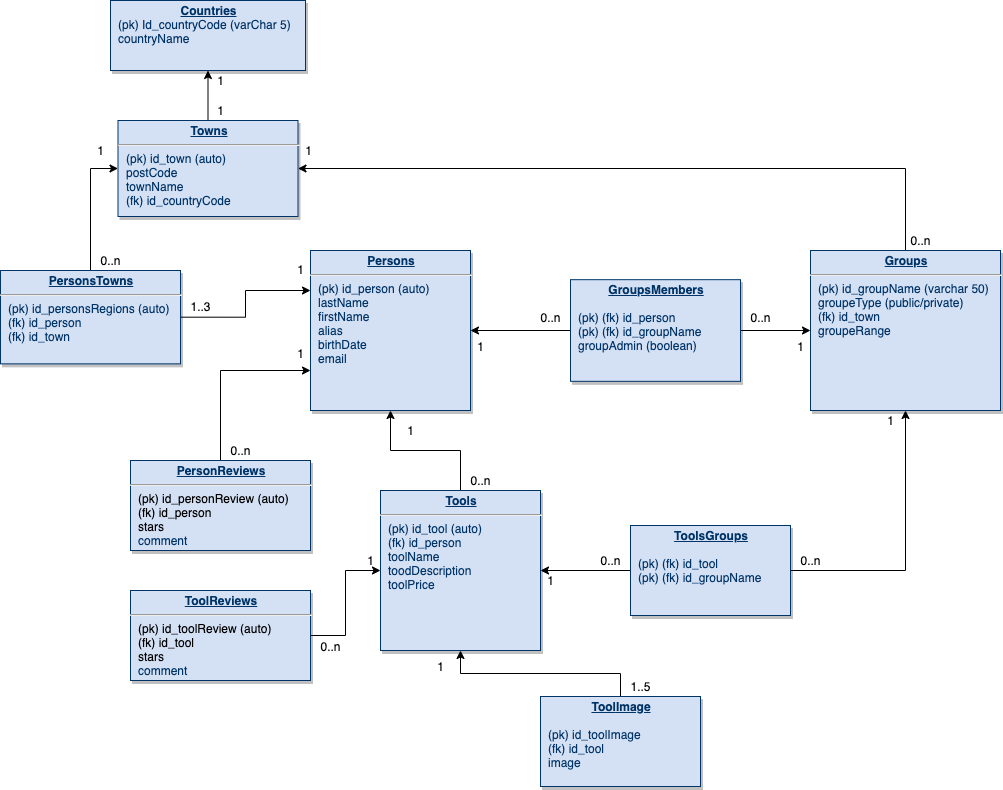 Countries
(pk) Id_countryCode (varChar 5)
countryName
1
1
Towns
(pk) id_town (auto)
postCode
townName
(fk) id_countryCode
1
1
0..n
0..n
PersonsTowns
(pk) id_personsRegions (auto)
(fk) id_person
(fk) id_town
1..3
1
Persons
(pk) id_person (auto)
lastName
firstName
alias
birthDate
email
1
1
1
GroupsMembers
(pk) (fk) id_person
(pk) (fk) id_groupName
groupAdmin (boolean)
0..n
0..n
1
Groups
(pk) id_groupName (varchar 50)
groupeType (public/private)
(fk) id_town
groupeRange
1
0..n
PersonReviews
(pk) id_personReview (auto)
(fk) id_person
stars
comment
0..n
Tools
(pk) id_tool (auto)
(fk) id_person
toolName
toodDescription
toolPrice
1
1
1
ToolsGroups
(pk) (fk) id_tool
(pk) (fk) id_groupName
0..n
0..n
ToolReviews
(pk) id_toolReview (auto)
(fk) id_tool
stars
comment
0..n
1..5
ToolImage
(pk) id_toolImage
(fk) id_tool
image